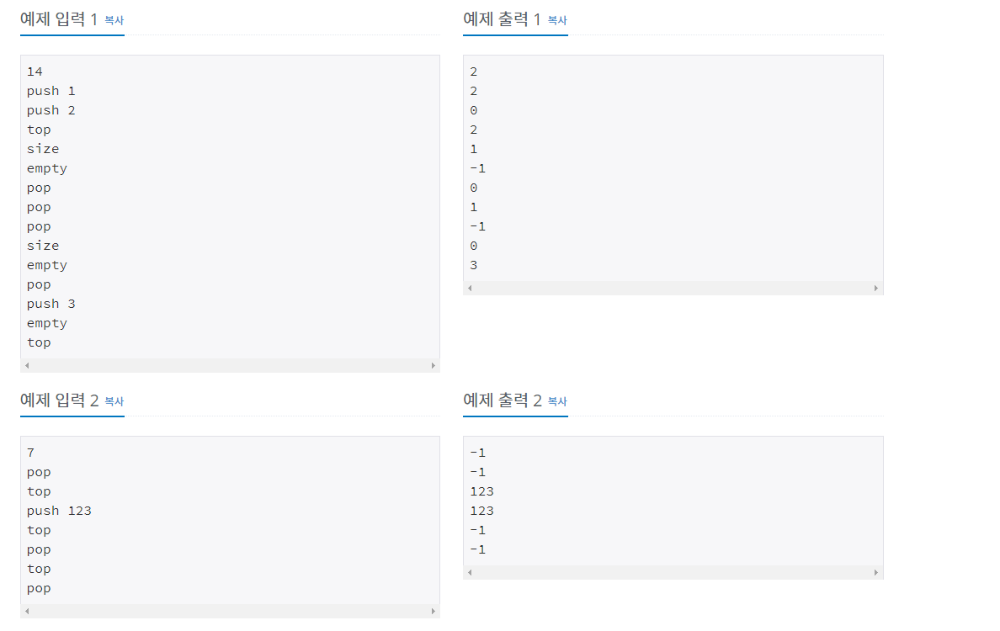 예제 입력 1 복사
14
push 1
push 2
top
size
empty
pop
pop
pop
size
empty
pop
push 3
empty
top
예제 출력 1 복사
2
2
0
2
1
-1
0
1
-1
0
3
예제 입력 2 복사
7
pop
top
push 123
top
pop
top
pop
예제 출력 2 복사
-1
-1
123
123
-1
-1